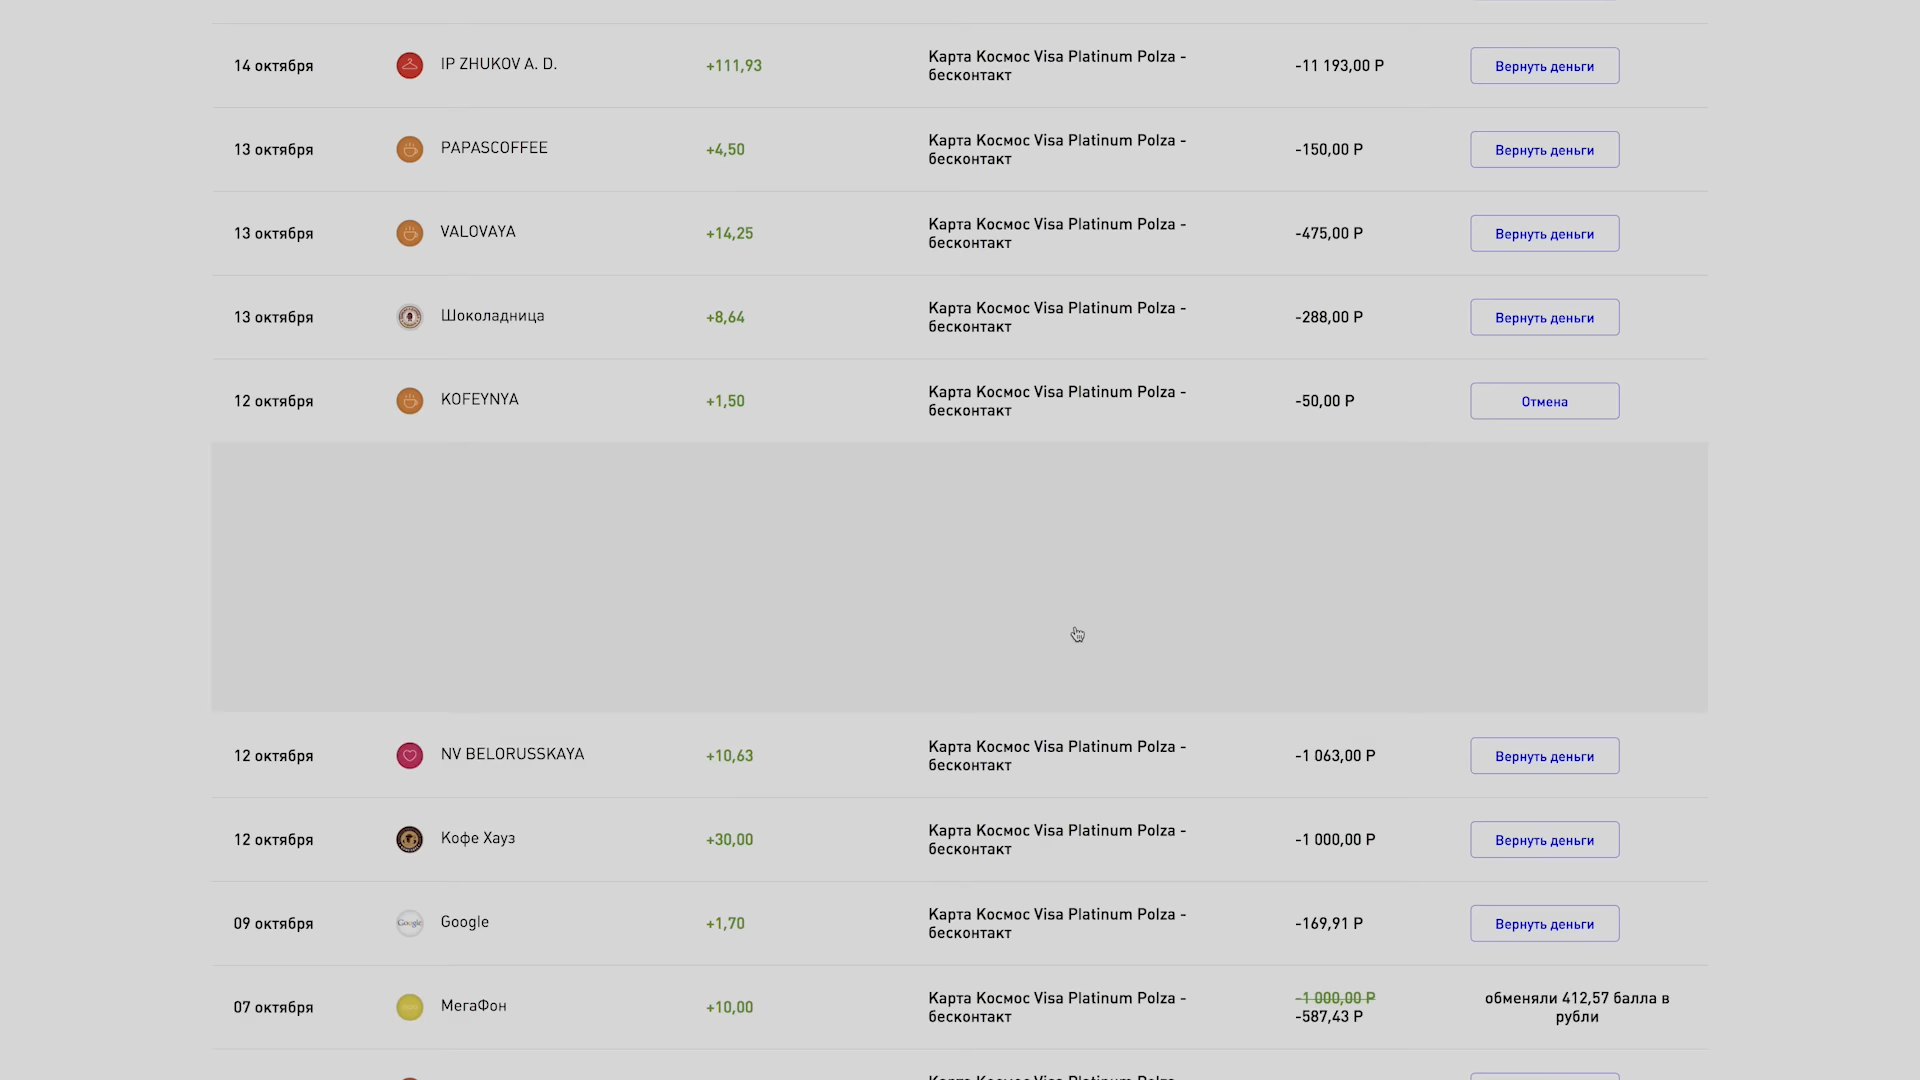 14 октября IP ZHUKOV A. D. +111,93 Карта Космос Visa Platinum Polza - бесконтакт -11 193,00 Р Вернуть деньги
13 октября PAPASCOFFEE +4,50 Карта Космос Visa Platinum Polza - бесконтакт -150,00 Р Вернуть деньги
13 октября VALOVAYA +14,25 Карта Космос Visa Platinum Polza - бесконтакт -475,00 Р Вернуть деньги
13 октября Шоколадница +8,64 Карта Космос Visa Platinum Polza - бесконтакт -288,00 Р Вернуть деньги
12 октября KOFEYNYA +1,50 Карта Космос Visa Platinum Polza - бесконтакт -50,00 Р Отмена
12 октября NV BELORUSSKAYA +10,63 Карта Космос Visa Platinum Polza - бесконтакт -1 063,00 Р Вернуть деньги
12 октября Кофе Хауз +30,00 Карта Космос Visa Platinum Polza - бесконтакт -1 000,00 Р Вернуть деньги
09 октября Google Google +1,70 Карта Космос Visa Platinum Polza - бесконтакт -169,91 Р Вернуть деньги
07 октября МегаФон +10,00 Карта Космос Visa Platinum Polza - бесконтакт -1 000,00 Р -587,43 Р обменяли 412,57 балла в рубли
Карта Космос Visa Platinum Polza -